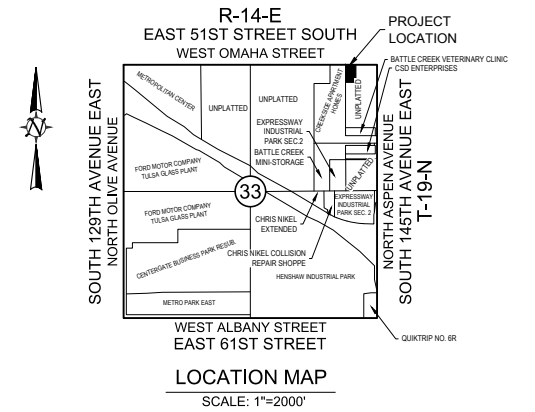 R-14-E
EAST 51ST STREET SOUTH
WEST OMAHA STREET
PROJECT
LOCATION
BATTLE CREEK VETERINARY CLINIC
CSD ENTERPRISES
SOUTH 129TH AVENUE EAST
NORTH OLIVE AVENUE
METROPOLITAN CENTER
UNPLATTED
UNPLATTED
CREEKSIDE APARTMENT
HOMES
UNPLATTED
EXPRESSWAY
INDUSTRIAL
PARK SEC.2
BATTLE CREEK
MINI-STORAGE
UNPLATTED
FORD MOTOR COMPANY
TULSA GLASS PLANT
33
FORD MOTOR COMPANY
TULSA GLASS PLANT
EXPRESSWAY
INDUSTRIAL
PARK SEC. 2
CHRIS NIKEL
EXTENDED
CHRIS NIKEL COLLISION
REPAIR SHOPPE
CENTERGATE BUSINESS PARK RESUB.
HENSHAW INDUSTRIAL PARK
METRO PARK EAST
NORTH ASPEN AVENUE
SOUTH 145TH AVENUE EAST
T-19-N
WEST ALBANY STREET
EAST 61ST STREET
QUIKTRIP NO. 6R
LOCATION MAP
SCALE: 1"=2000'
N